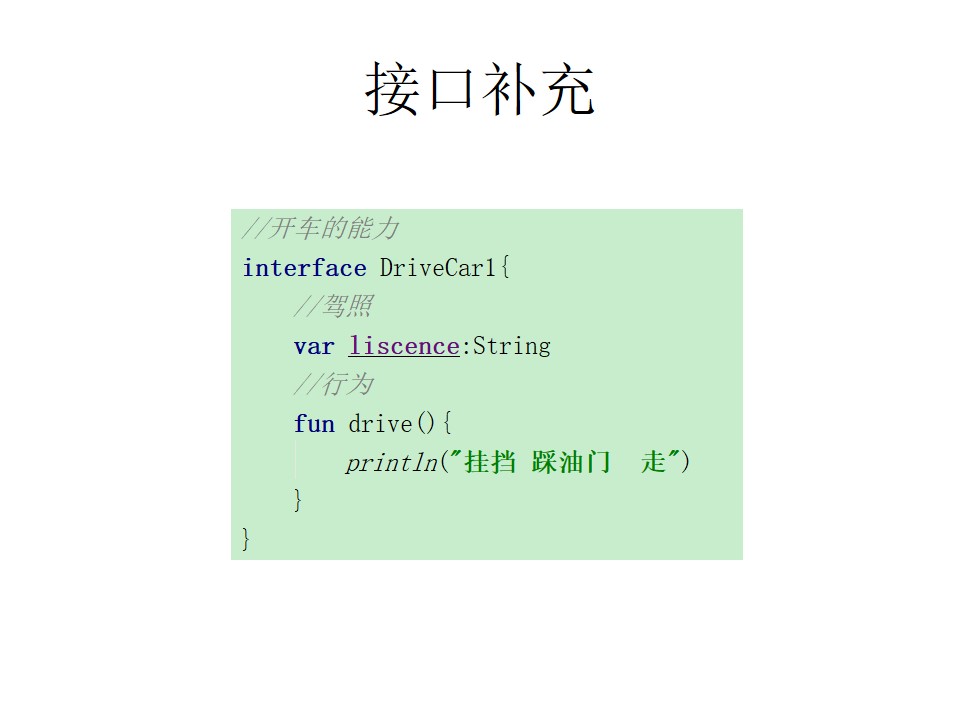 接口补充
//开车的能力
interface DriveCar1{
    //驾照
    var liscence:String
    //行为
    fun drive(){
        println("挂挡 踩油门  走")
    }
}